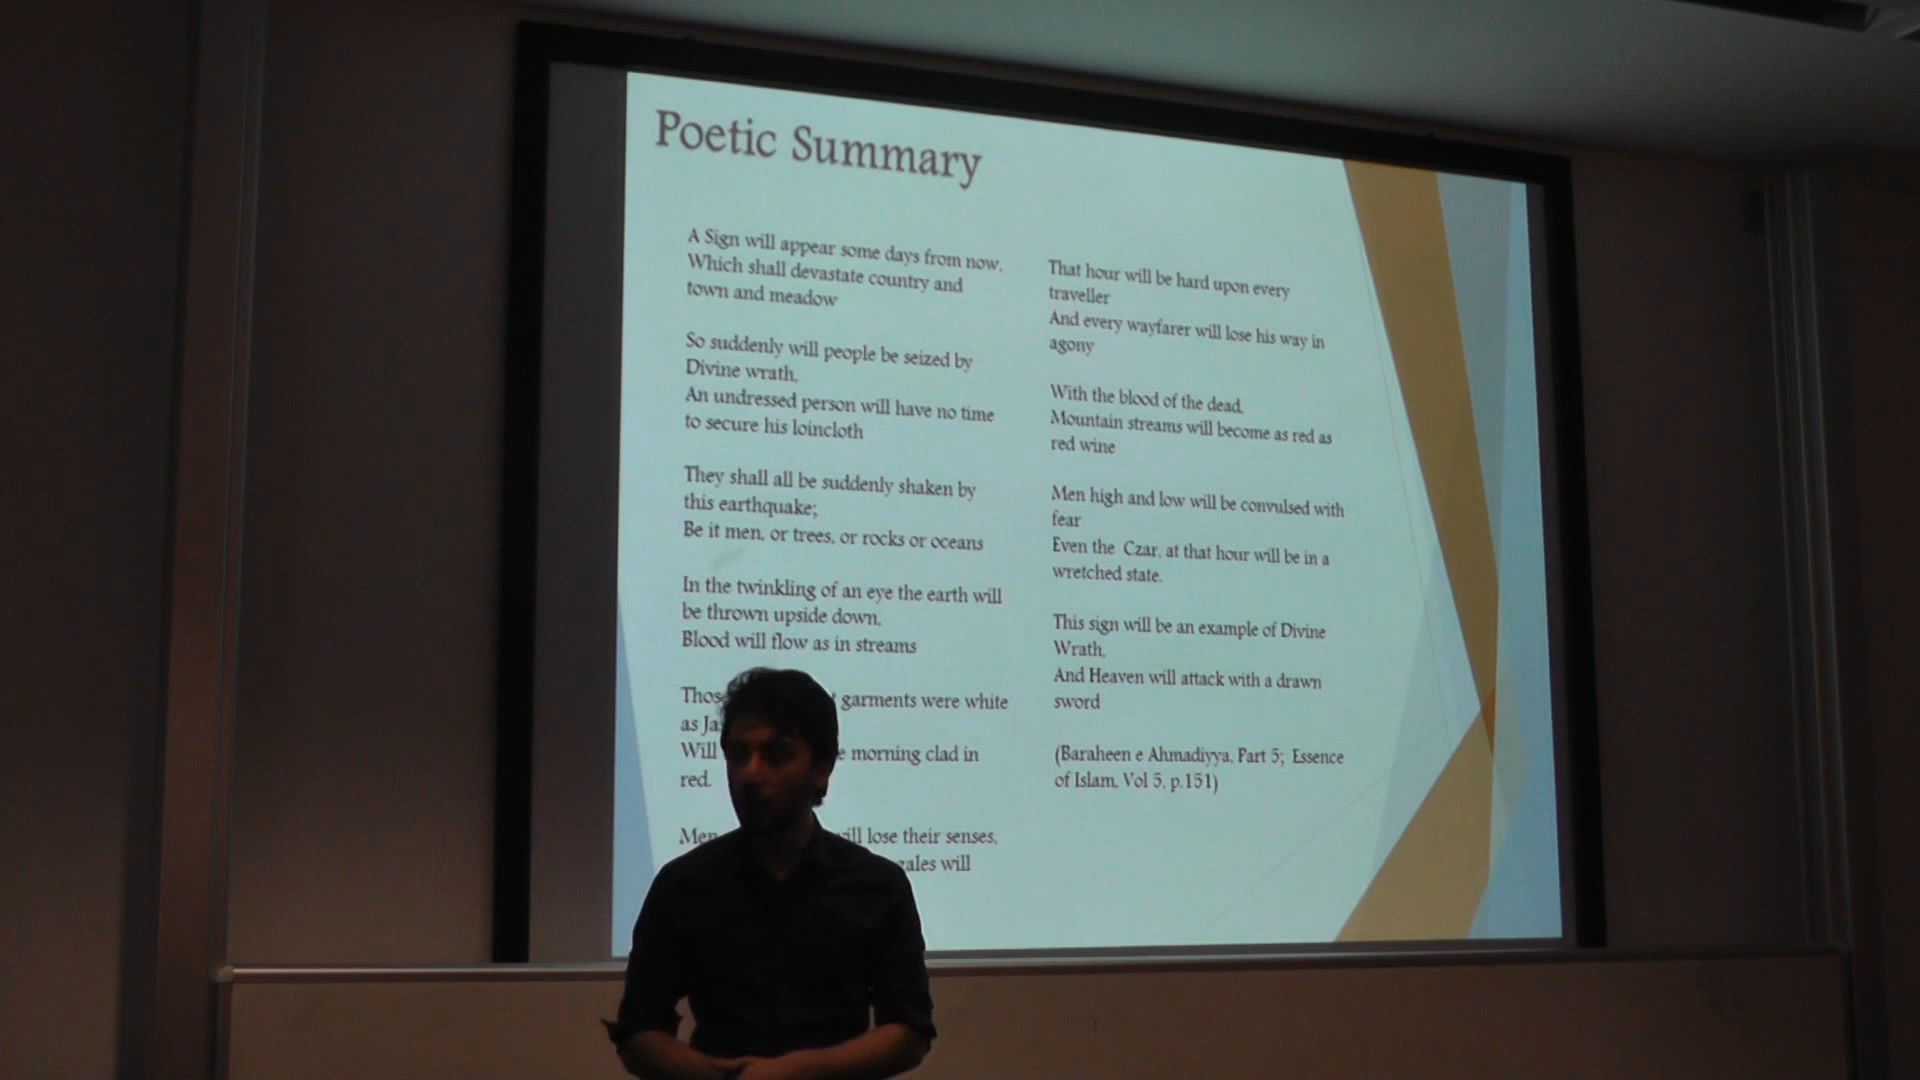 Poetic Summary
A Sign will appear some days from now,
Which shall devastate country and
town and meadow
So suddenly will people be seized by
Divine wrath,
An undressed person will have no time
to secure his loincloth
They shall all be suddenly shaken by
this earthquake;
Be it men, or trees, or rocks or oceans
In the twinkling of an eye the earth will
be thrown upside down,
Blood will flow as in streams
garments were white
as
Will morning clad in
red.
Men will lose their senses,
will
That hour will be hard upon every
traveller
And every wayfarer will lose his way in
agony
With the blood of the dead,
Mountain streams will become as red as
red wine
Men high and low will be convulsed with
fear
Even the Czar, at that hour will be in a
wretched state.
This sign will be an example of Divine
Wrath,
And Heaven will attack with a drawn
sword
(Baraheen e Ahmadiyya, Part 5; Essence
of Islam, Vol 5, p.151)